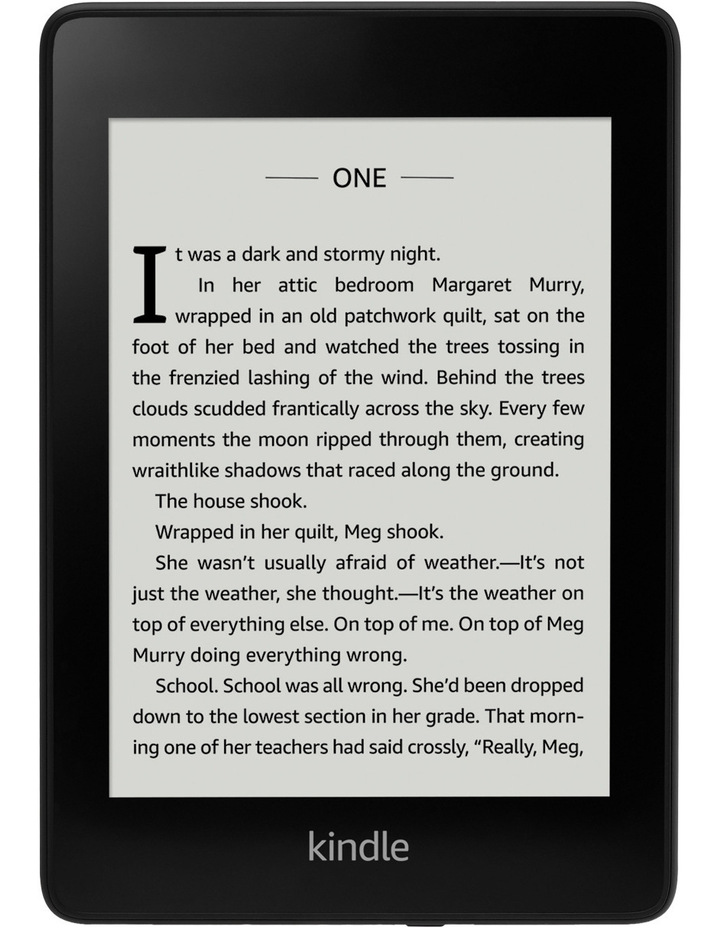 ONE
It was a dark and stormy night.
In her attic bedroom Margaret Murry,
wrapped in an old patchwork quilt, sat on the
foot of her bed and watched the trees tossing in
the frenzied lashing of the wind. Behind the trees
clouds scudded frantically across the sky. Every few
moments the moon ripped through them, creating
wraithlike shadows that raced along the ground.
The house shook.
Wrapped in her quilt, Meg shook.
She wasn’t usually afraid of weather.—It’s not
just the weather, she thought.—It’s the weather on
top of everything else. On top of me. On top of Meg
Murry doing everything wrong.
School. School was all wrong. She’d been dropped
down to the lowest section in her grade. That morn-
ing one of her teachers had said crossly, “Really, Meg,
kindle